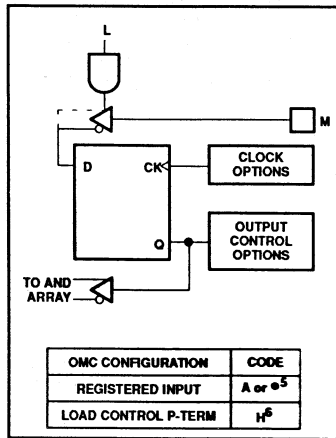 L
M
D
CK
CLOCK
OPTIONS
Q
OUTPUT
CONTROL
OPTIONS
TO AND
ARRAY
OMC CONFIGURATION CODE
REGISTERED INPUT A or ●5
LOAD CONTROL P-TERM H6